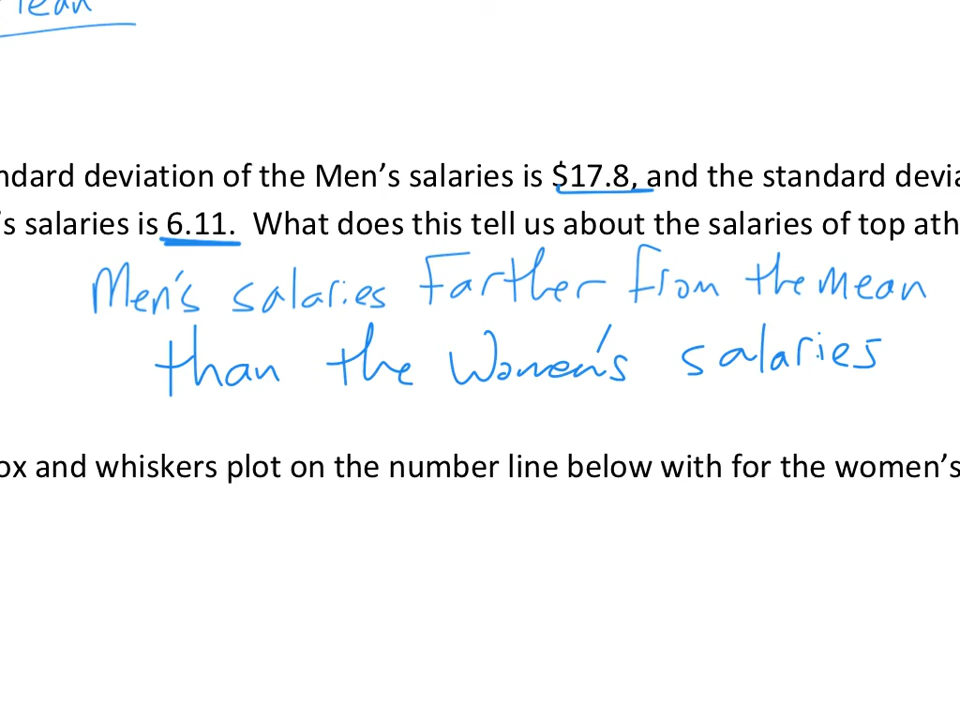 ndard deviation of the Men’s salaries is $17.8, and the standard devia
’s salaries is 6.11. What does this tell us about the salaries of top ath
Men's salaries Farther from the mean
than the Women's salaries
ox and whiskers plot on the number line below with for the women’s